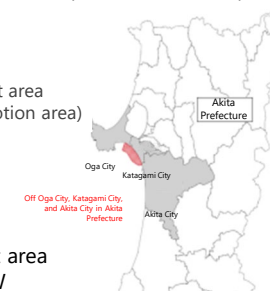 t area
otion area)
Akita
Prefecture
Oga City
Katagami City
Off Oga City, Katagami City,
and Akita City in Akita
Prefecture
Akita City
t area